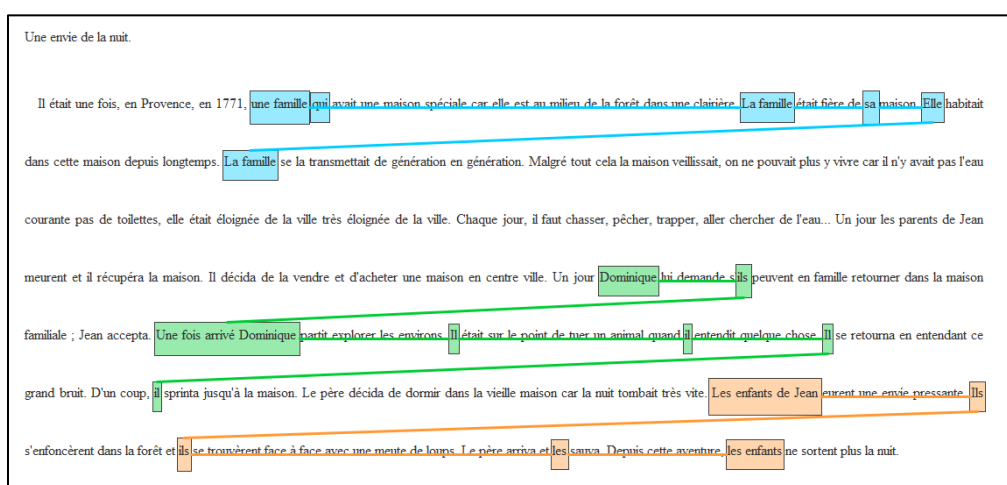 Une envie de la nuit.
Il était une fois, en Provence, en 1771, une famille qui avait une maison spéciale car elle est au milieu de la forêt dans une clairière. La famille était fière de sa maison. Elle habitait
dans cette maison depuis longtemps. La famille se la transmettait de génération en génération. Malgré tout cela la maison veillissait, on ne pouvait plus y vivre car il n'y avait pas l'eau
courante pas de toilettes, elle était éloignée de la ville très éloignée de la ville. Chaque jour, il faut chasser, pêcher, trapper, aller chercher de l'eau... Un jour les parents de Jean
meurent et il récupéra la maison. Il décida de la vendre et d'acheter une maison en centre ville. Un jour Dominique lui demande s'ils peuvent en famille retourner dans la maison
familiale ; Jean accepta. Une fois arrivé Dominique partit explorer les environs. Il était sur le point de tuer un animal quand il entendit quelque chose. Il se retourna en entendant ce
grand bruit. D'un coup, il sprinta jusqu'à la maison. Le père décida de dormir dans la vieille maison car la nuit tombait très vite. Les enfants de Jean eurent une envie pressante. Ils
s'enfoncèrent dans la forêt et ils se trouvèrent face à face avec une meute de loups. Le père arriva et les sauva. Depuis cette aventure, les enfants ne sortent plus la nuit.